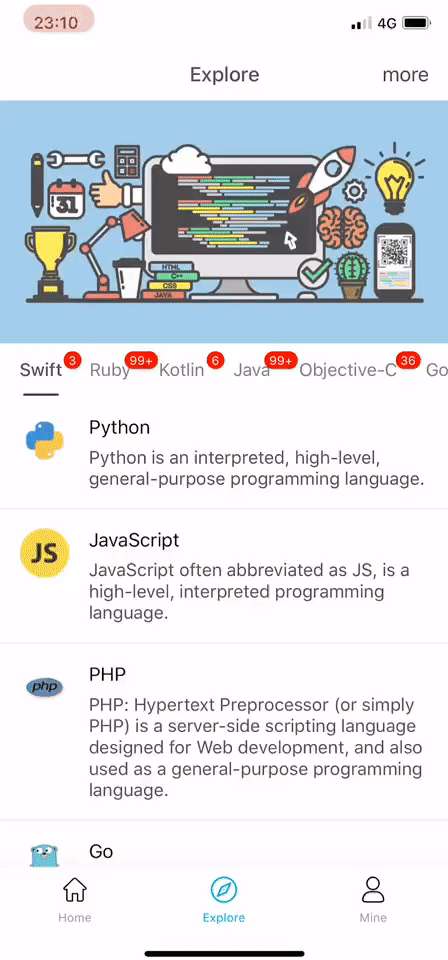 23:10
4G
Explore
more
31
HTML
C++
CSS
JAVA
Swift 3 Ruby 99+ Kotlin 6 Java 99+ Objective-C 36 Go
Python
Python is an interpreted, high-level,
general-purpose programming language.
JS
JavaScript
JavaScript often abbreviated as JS, is a
high-level, interpreted programming
language.
php
PHP
PHP: Hypertext Preprocessor (or simply
PHP) is a server-side scripting language
designed for Web development, and also
used as a general-purpose programming
language.
Go
Home
Explore
Mine